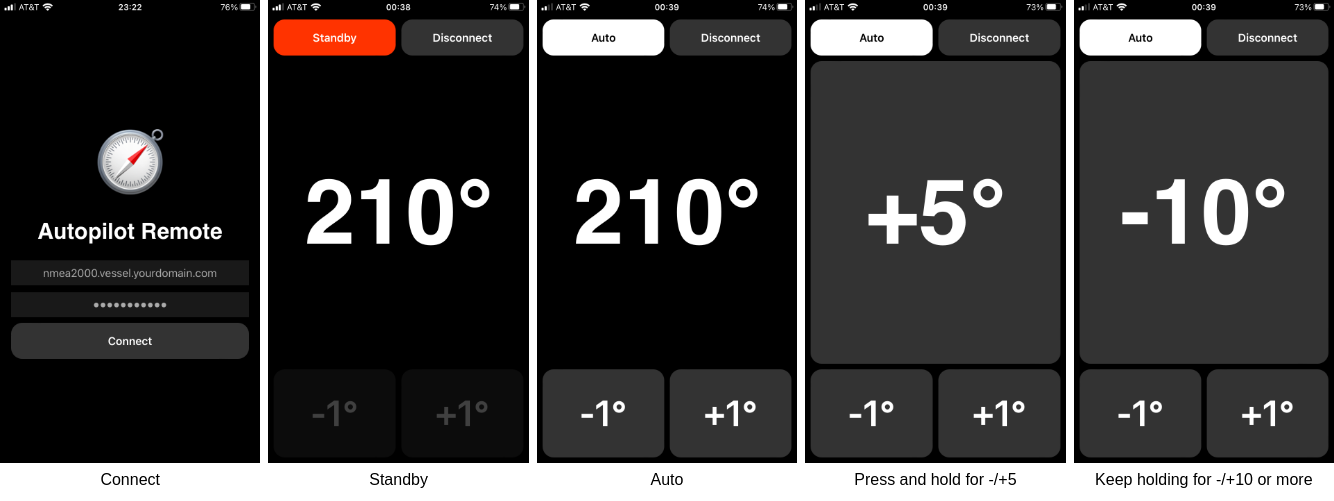 AT&T 23:22 76%
Autopilot Remote
nmea2000.vessel.yourdomain.com
●●●●●●●●●●●
Connect
Connect
AT&T 00:38 74%
Standby Disconnect
210°
-1° +1°
Standby
AT&T 00:39 74%
Auto Disconnect
210°
-1° +1°
Auto
AT&T 00:39 73%
Auto Disconnect
+5°
-1° +1°
Press and hold for -/+5
AT&T 00:39 73%
Auto Disconnect
-10°
-1° +1°
Keep holding for -/+10 or more